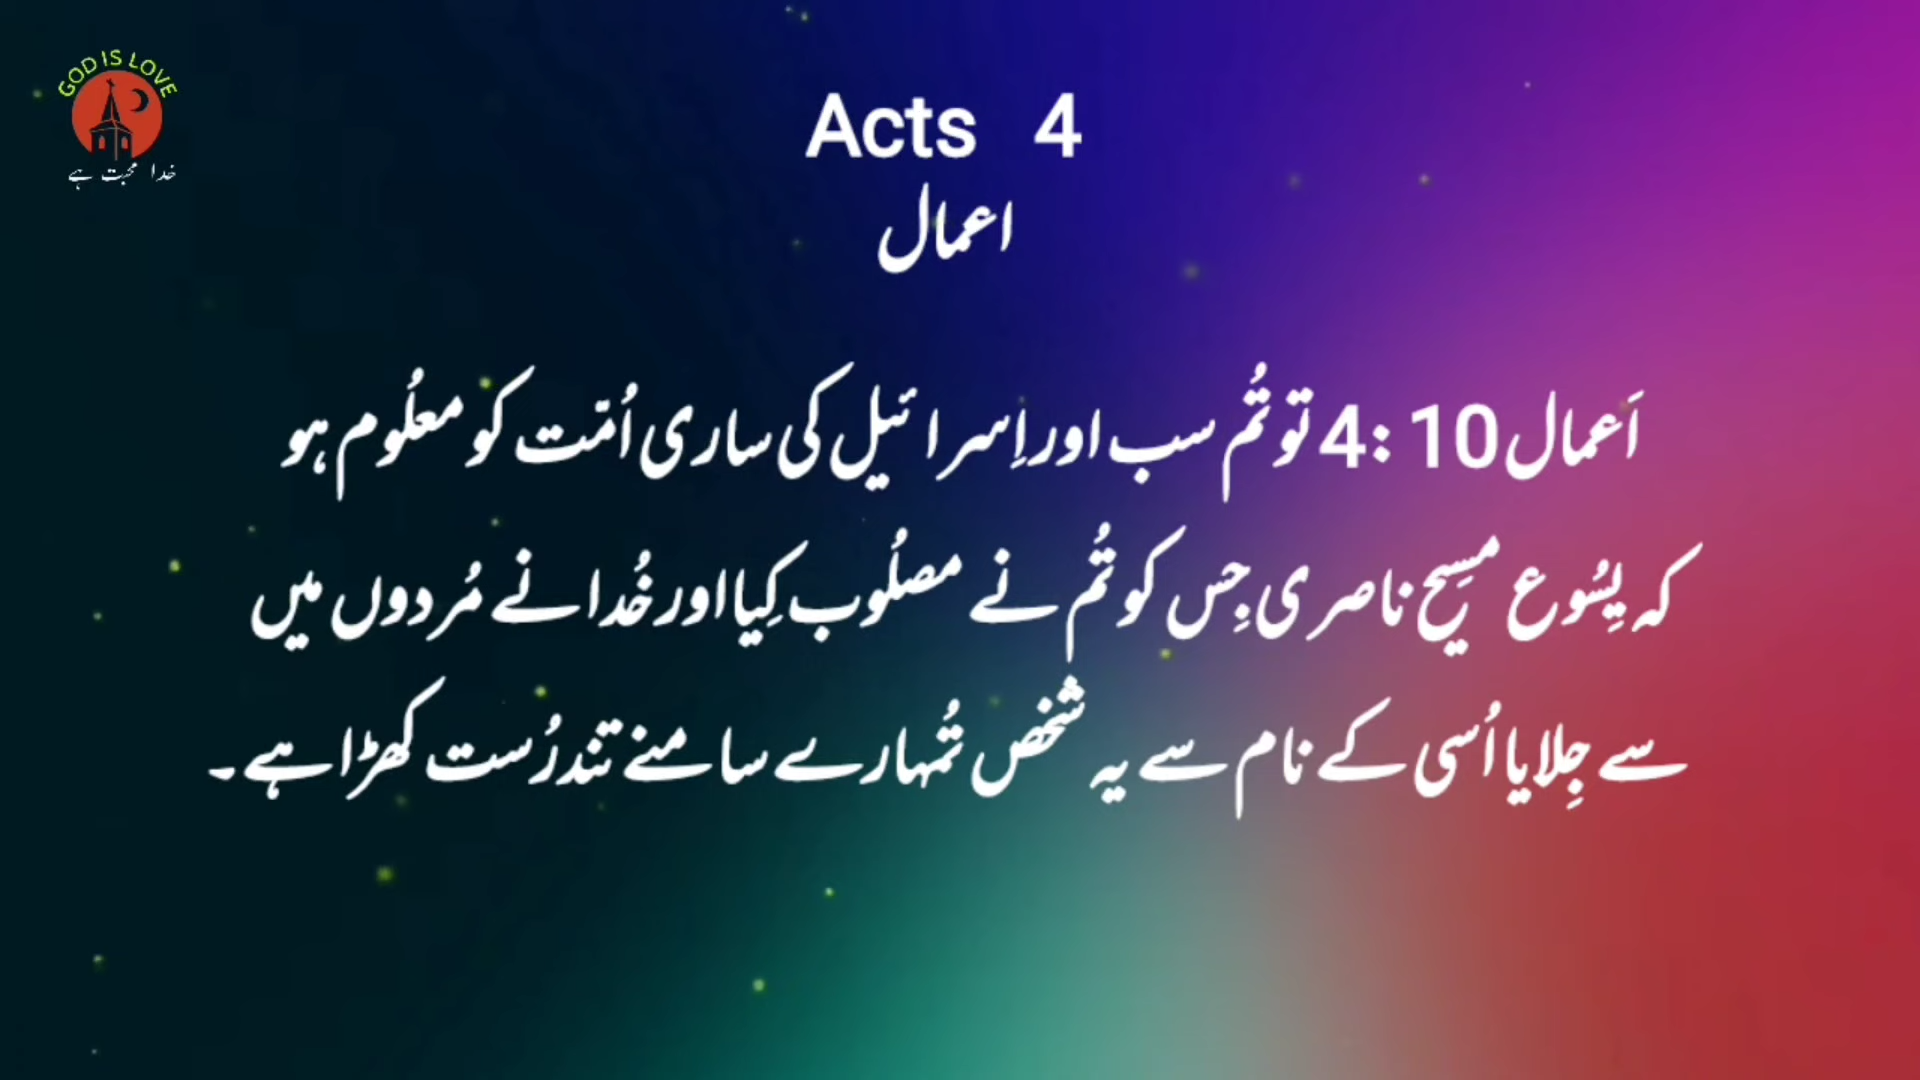 GOD IS LOVE
خدا محبت ہے
Acts 4
اعمال
اَعمال 10 :4 تو تُم سب اور اِسرائیل کی ساری اُمّت کو معلُوم ہو
کہ یِسُوع مسِیح ناصری جِس کو تُم نے مصلُوب کِیا اور خُدا نے مُردوں میں
سے جِلایا اُسی کے نام سے یہ شخص تُمہارے سامنے تندرُست کھڑا ہے۔